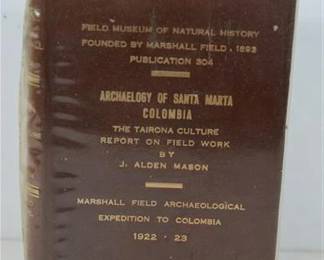 FIELD MUSEUM OF NATURAL HISTORY
FOUNDED BY MARSHALL FIELD, 1893
PUBLICATION 304
ARCHAELOGY OF SANTA MARTA
COLOMBIA
THE TAIRONA CULTURE
REPORT ON FIELD WORK
BY
J. ALDEN MASON
MARSHALL FIELD ARCHAEOLOGICAL
EXPEDITION TO COLOMBIA
1922 - 23